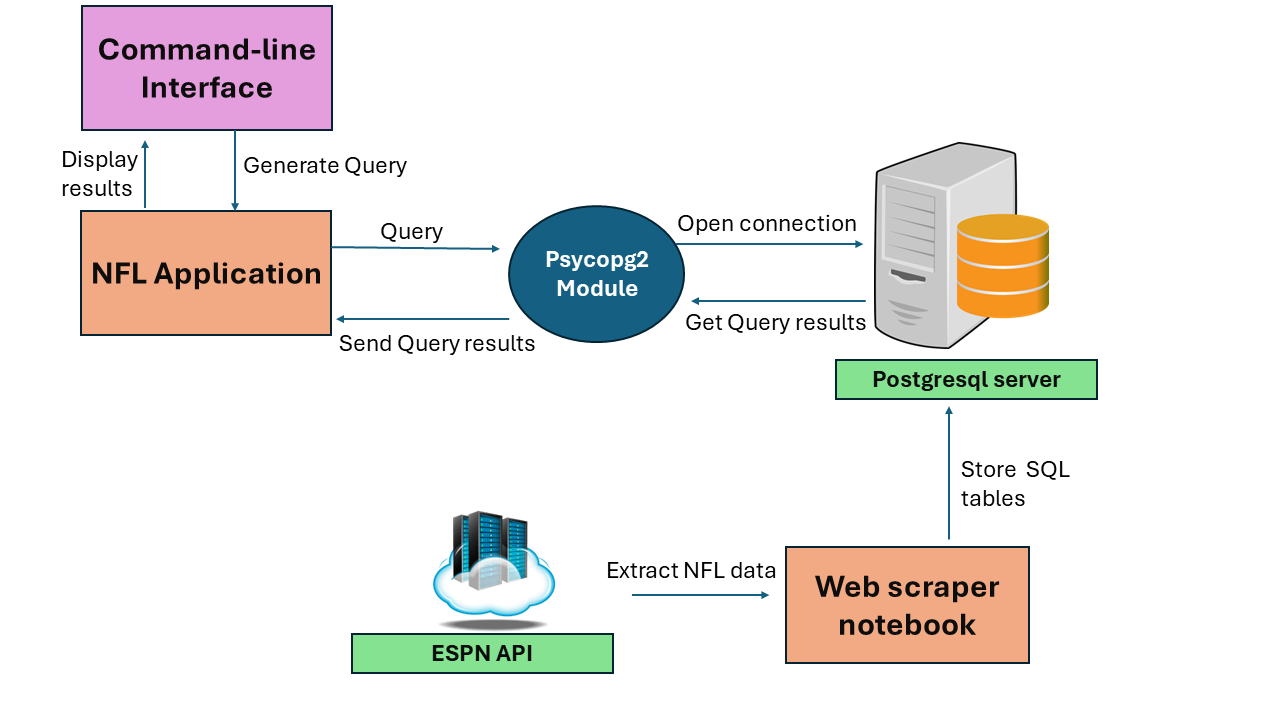 Command-line
Interface
Display
results
Generate Query
NFL Application
Query
Send Query results
Psycopg2
Module
Open connection
Get Query results
Postgresql server
Store SQL
tables
Extract NFL data
Web scraper
notebook
ESPN API